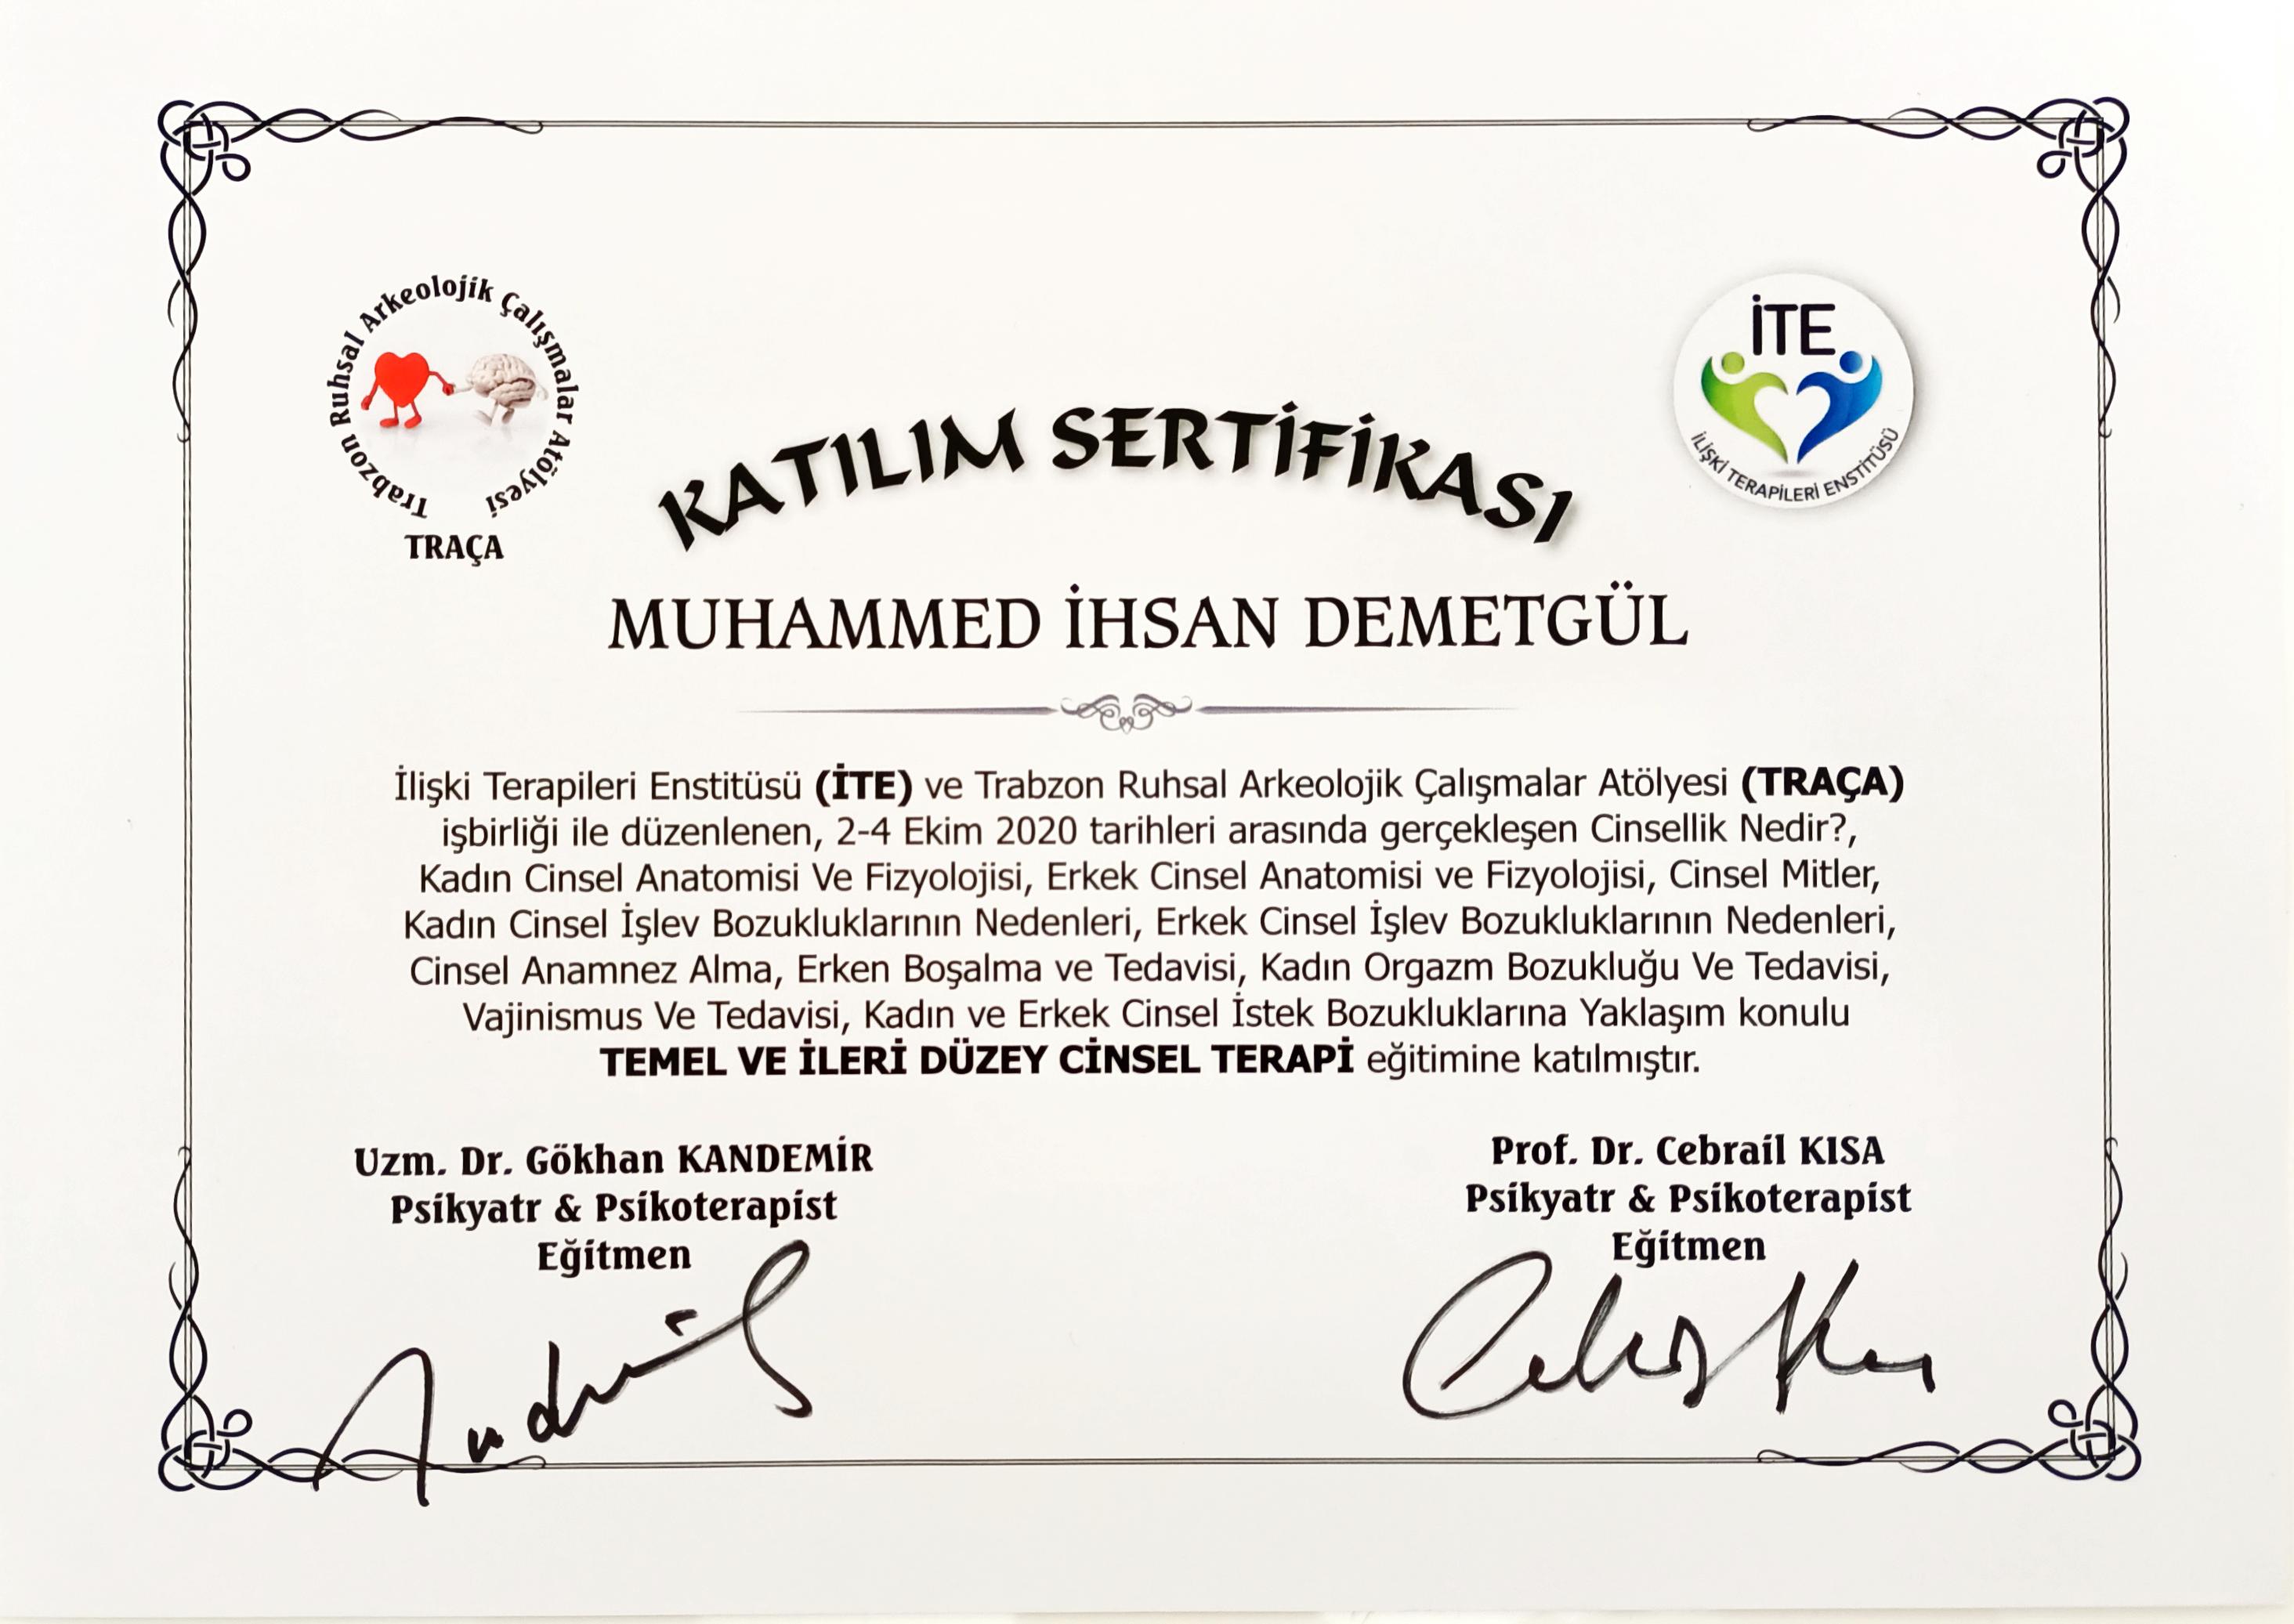 Trabzon Ruhsal Arkeolojik Çalışmalar Atölyesi
TRAÇA
İTE
İLİŞKİ TERAPİLERİ ENSTİTÜSÜ
KATILIM SERTİFİKASI
MUHAMMED İHSAN DEMETGÜL
İlişki Terapileri Enstitüsü (İTE) ve Trabzon Ruhsal Arkeolojik Çalışmalar Atölyesi (TRAÇA)
işbirliği ile düzenlenen, 2-4 Ekim 2020 tarihleri arasında gerçekleşen Cinsellik Nedir?,
Kadın Cinsel Anatomisi Ve Fizyolojisi, Erkek Cinsel Anatomisi ve Fizyolojisi, Cinsel Mitler,
Kadın Cinsel İşlev Bozukluklarının Nedenleri, Erkek Cinsel İşlev Bozukluklarının Nedenleri,
Cinsel Anamnez Alma, Erken Boşalma ve Tedavisi, Kadın Orgazm Bozukluğu Ve Tedavisi,
Vajinismus Ve Tedavisi, Kadın ve Erkek Cinsel İstek Bozukluklarına Yaklaşım konulu
TEMEL VE İLERİ DÜZEY CİNSEL TERAPİ eğitimine katılmıştır.
Uzm. Dr. Gökhan KANDEMİR
Psikyatr & Psikoterapist
Eğitmen
Prof. Dr. Cebrail KISA
Psikyatr & Psikoterapist
Eğitmen